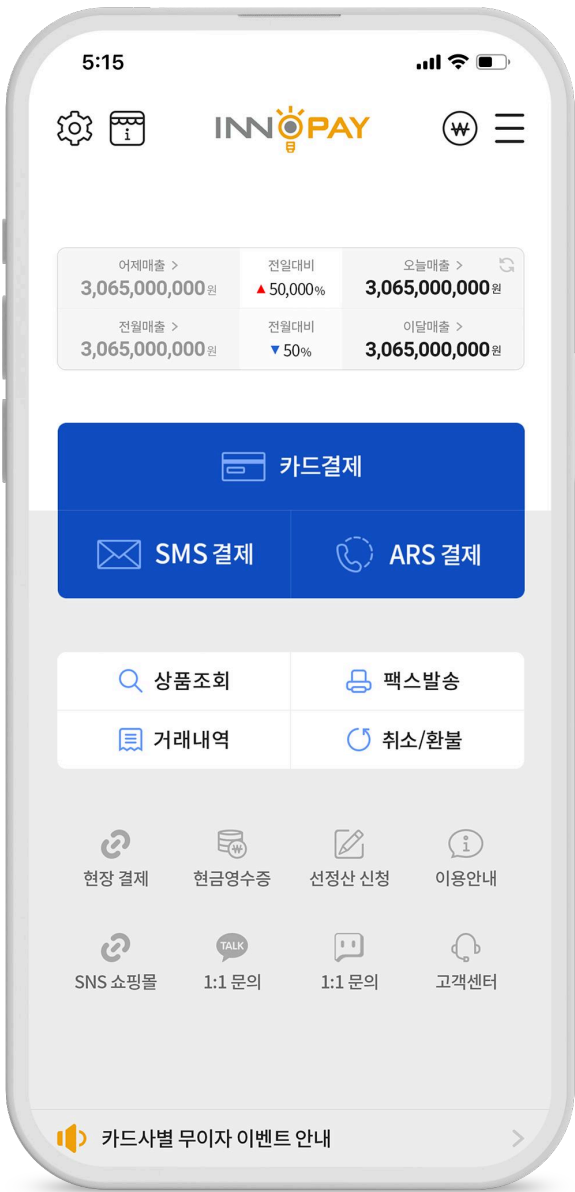 5:15
INNOPAY
어제매출 > 전일대비 오늘매출 >
3,065,000,000원 ▲50,000% 3,065,000,000원
전월매출 > 전월대비 이달매출 >
3,065,000,000원 ▼50% 3,065,000,000원
카드결제
SMS 결제 ARS 결제
상품조회 팩스발송
거래내역 취소/환불
현장 결제 현금영수증 선정산 신청 이용안내
TALK
SNS 쇼핑몰 1:1 문의 1:1 문의 고객센터
카드사별 무이자 이벤트 안내 >